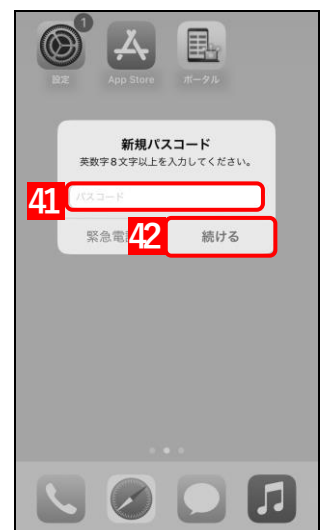 1
設定
App Store
ポータル
新規パスコード
英数字8文字以上を入力してください。
41
パスコード
緊急電
42
続ける